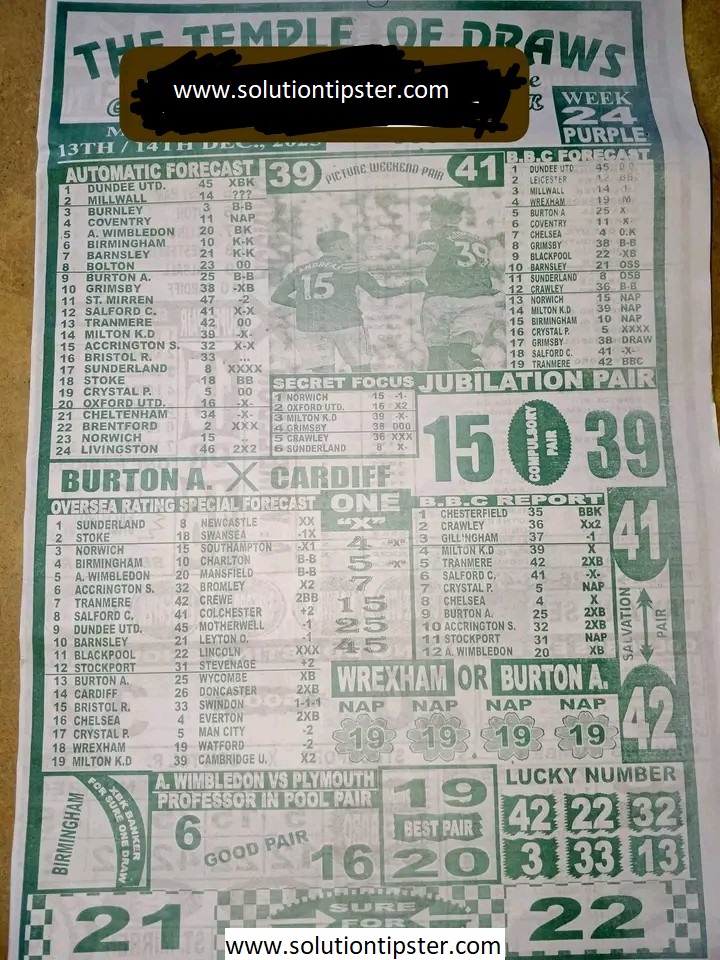 THE TEMPLE OF DRAWS
www.solutiontipster.com
WEEK
24
PURPLE
13TH / 14TH DEC., 2025
AUTOMATIC FORECAST
1 DUNDEE UTD. 45 XBK
2 MILLWALL 14 ???
3 BURNLEY 3 B-B
4 COVENTRY 11 NAP
5 A. WIMBLEDON 20 BK
6 BIRMINGHAM 10 K-K
7 BARNSLEY 21 K-K
8 BOLTON 23 00
9 BURTON A. 25 B-B
10 GRIMSBY 38 -XB
11 ST. MIRREN 47 -2
12 SALFORD C. 41 X-X
13 TRANMERE 42 00
14 MILTON K.D 39 -X-
15 ACCRINGTON S. 32 X-X
16 BRISTOL R. 33 ...
17 SUNDERLAND 8 XXXX
18 STOKE 18 BB
19 CRYSTAL P. 5 00
20 OXFORD UTD. 16 -X-
21 CHELTENHAM 34 -X-
22 BRENTFORD 2 XXX
23 NORWICH 15 ..
24 LIVINGSTON 46 2X2
39 PICTURE WEEKEND PAIR 41
15
39
B.B.C FORECAST
1 DUNDEE UTD. 45
2 LEICESTER 12 BB
3 MILLWALL 14
4 WREXHAM 19
5 BURTON A 25 X
6 COVENTRY 11 -X
7 CHELSEA 4 O.K
8 GRIMSBY 38 B-B
9 BLACKPOOL 22 -XB
10 BARNSLEY 21 OSS
11 SUNDERLAND 8 OSB
12 CRAWLEY 36 B-B
13 NORWICH 15 NAP
14 MILTON K.D 39 NAP
15 BIRMINGHAM 10 NAP
16 CRYSTAL P. 5 XXXX
17 GRIMSBY 38 DRAW
18 SALFORD C. 41 -X-
19 TRANMERE 42 BBC
SECRET FOCUS
1 NORWICH 15 -1-
2 OXFORD UTD. 16 X2
3 MILTON K.D 39 -X-
4 GRIMSBY 38 000
5 CRAWLEY 36 XXX
6 SUNDERLAND 8 X-
JUBILATION PAIR
15 COMPULSORY PAIR 39
BURTON A. X CARDIFF
OVERSEA RATING SPECIAL FORECAST
1 SUNDERLAND 8 NEWCASTLE XX
2 STOKE 18 SWANSEA -1X
3 NORWICH 15 SOUTHAMPTON -X1
4 BIRMINGHAM 10 CHARLTON B-B
5 A. WIMBLEDON 20 MANSFIELD B-B
6 ACCRINGTON S. 32 BROMLEY X2
7 TRANMERE 42 CREWE 2BB
8 SALFORD C. 41 COLCHESTER +2
9 DUNDEE UTD. 45 MOTHERWELL -1
10 BARNSLEY 21 LEYTON O. -1
11 BLACKPOOL 22 LINCOLN XXX
12 STOCKPORT 31 STEVENAGE +2
13 BURTON A. 25 WYCOMBE XB
14 CARDIFF 26 DONCASTER 2XB
15 BRISTOL R. 33 SWINDON 1-1-1
16 CHELSEA 4 EVERTON 2XB
17 CRYSTAL P. 5 MAN CITY -2
18 WREXHAM 19 WATFORD -2
19 MILTON K.D 39 CAMBRIDGE U. X2
ONE
"X"
4 "X"
5 "X"
7
15
25
45
B.B.C REPORT
1 CHESTERFIELD 35 BBK
2 CRAWLEY 36 Xx2
3 GILL'NGHAM 37 -1
4 MILTON K.D 39 X
5 TRANMERE 42 2XB
6 SALFORD C. 41 -X-
7 CRYSTAL P. 5 NAP
8 CHELSEA 4 X
9 BURTON A. 25 2XB
10 ACCRINGTON S. 32 2XB
11 STOCKPORT 31 NAP
12 A. WIMBLEDON 20 XB
41
SALVATION PAIR
42
WREXHAM OR BURTON A.
NAP NAP NAP NAP
19 19 19 19
BIRMINGHAM
XBK BANKER FOR SURE ONE DRAW
A. WIMBLEDON VS PLYMOUTH
PROFESSOR IN POOL PAIR
6 GOOD PAIR 16
19
BEST PAIR
20
LUCKY NUMBER
42 22 32
3 33 13
21 SURE FOR 22
www.solutiontipster.com